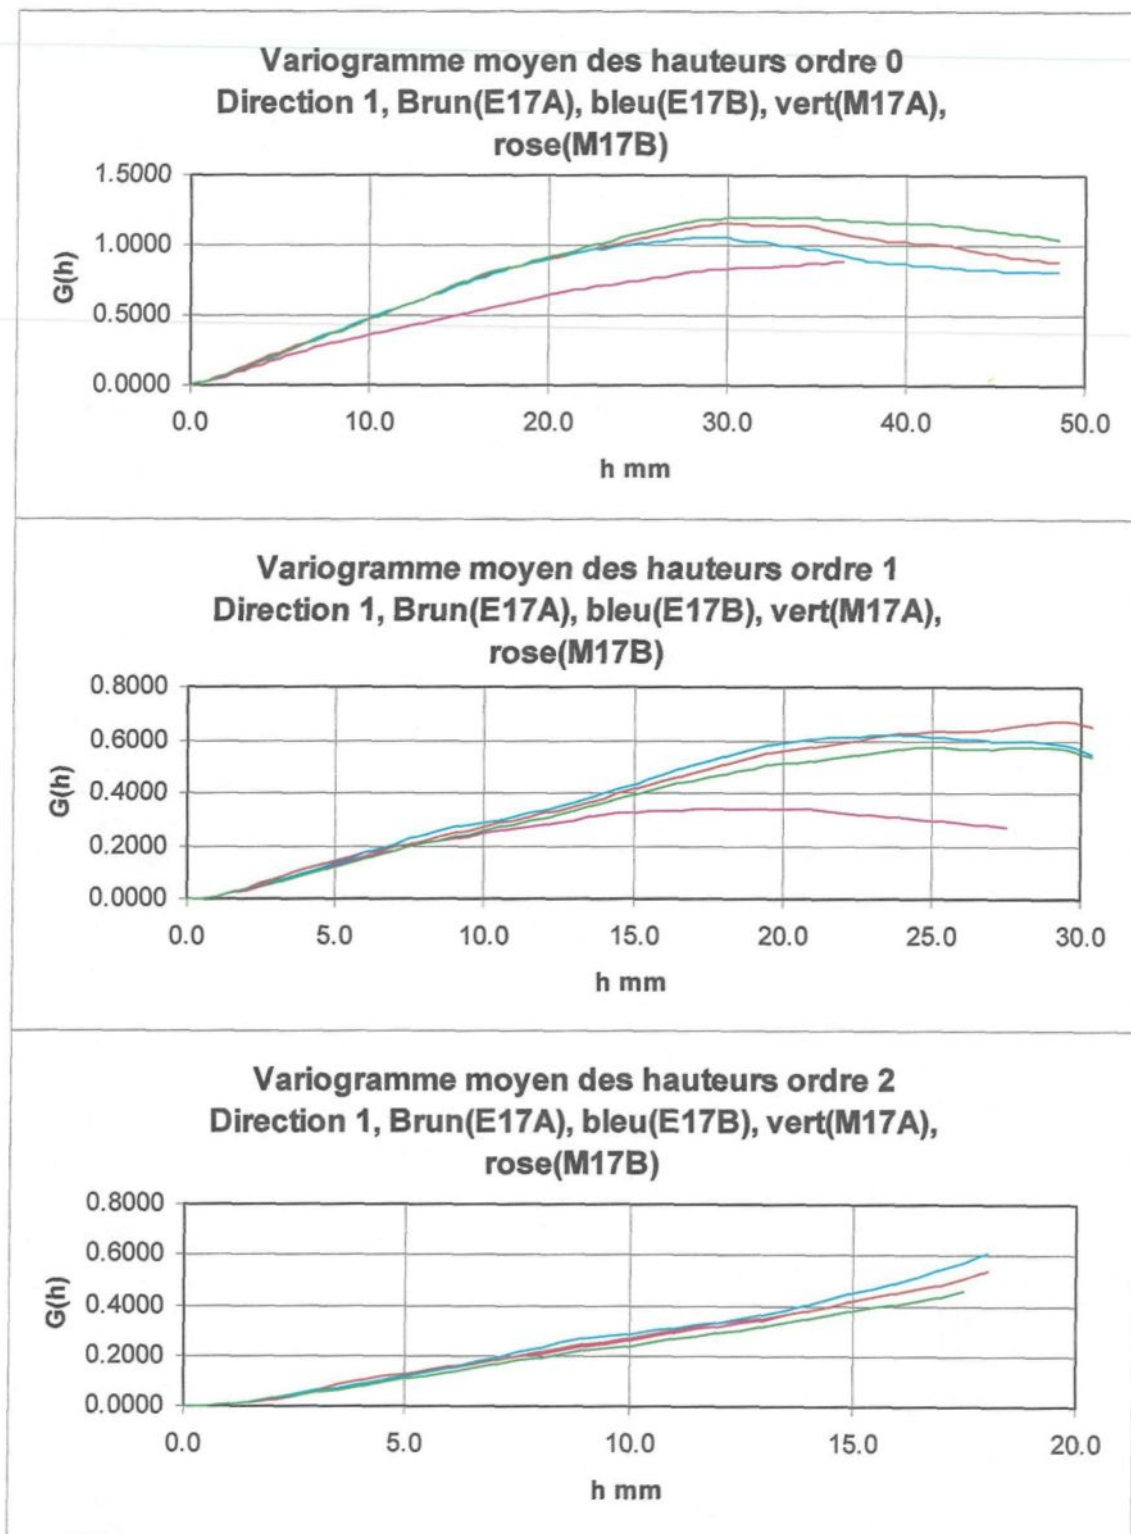 Variogramme moyen des hauteurs ordre 0
Direction 1, Brun(E17A), bleu(E17B), vert(M17A),
rose(M17B)
1.5000
1.0000
0.5000
0.0000
G(h)
0.0 10.0 20.0 30.0 40.0 50.0
h mm
Variogramme moyen des hauteurs ordre 1
Direction 1, Brun(E17A), bleu(E17B), vert(M17A),
rose(M17B)
0.8000
0.6000
0.4000
0.2000
0.0000
G(h)
0.0 5.0 10.0 15.0 20.0 25.0 30.0
h mm
Variogramme moyen des hauteurs ordre 2
Direction 1, Brun(E17A), bleu(E17B), vert(M17A),
rose(M17B)
0.8000
0.6000
0.4000
0.2000
0.0000
G(h)
0.0 5.0 10.0 15.0 20.0
h mm